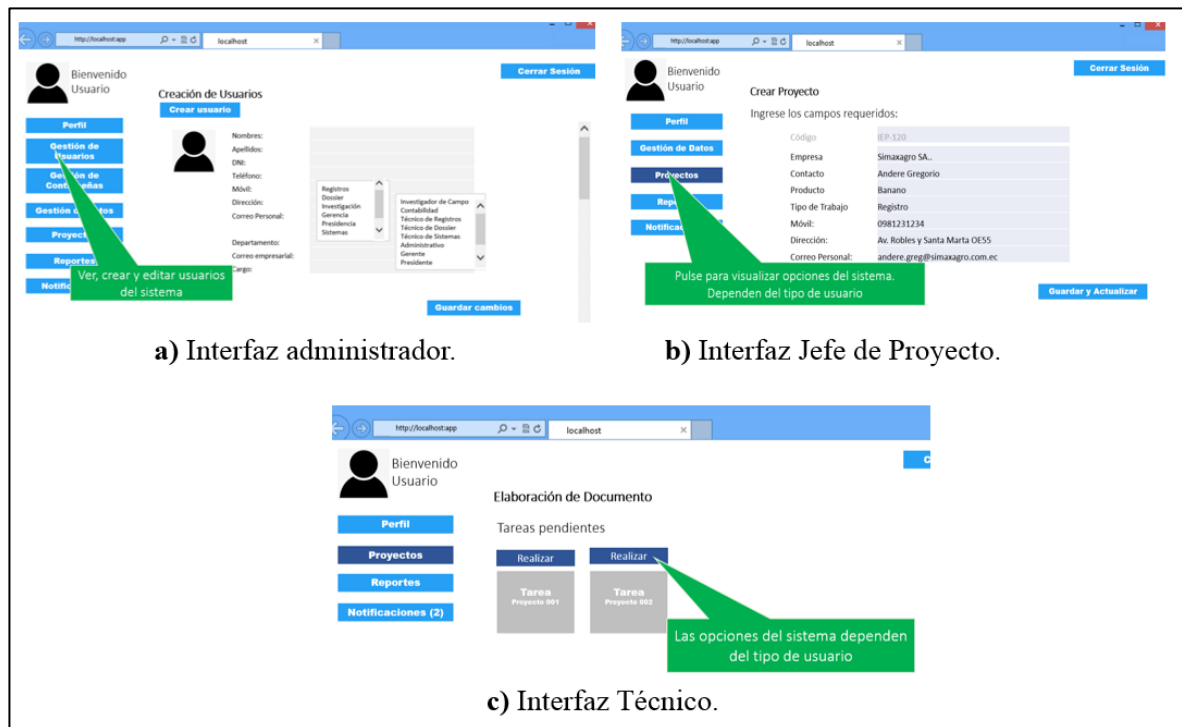 http://localhost:app
localhost
Bienvenido
Usuario
Cerrar Sesión
Creación de Usuarios
Crear usuario
Perfil
Gestión de
Usuarios
Gestión de
Contraseñas
Gestión de Datos
Proyectos
Reportes
Nombres:
Apellidos:
DNI:
Teléfono:
Móvil:
Dirección:
Correo Personal:
Departamento:
Correo empresarial:
Cargo:
Registros
Dossier
Investigación
Gerencia
Presidencia
Sistemas
Investigador de Campo
Contabilidad
Técnico de Registros
Técnico de Dossier
Técnico de Sistemas
Administrativo
Gerente
Presidente
Ver, crear y editar usuarios
del sistema
Guardar cambios
a) Interfaz administrador.
http://localhost:app
localhost
Bienvenido
Usuario
Cerrar Sesión
Crear Proyecto
Ingrese los campos requeridos:
Perfil
Gestión de Datos
Proyectos
Código IEP-120
Empresa Simaxagro SA..
Contacto Andere Gregorio
Producto Banano
Tipo de Trabajo Registro
Móvil: 0981231234
Dirección: Av. Robles y Santa Marta OE55
Correo Personal: andere.greg@simaxagro.com.ec
Pulse para visualizar opciones del sistema.
Dependen del tipo de usuario
Guardar y Actualizar
b) Interfaz Jefe de Proyecto.
http://localhost:app
localhost
Bienvenido
Usuario
C
Elaboración de Documento
Tareas pendientes
Perfil
Proyectos
Reportes
Notificaciones (2)
Realizar
Realizar
Tarea
Proyecto 001
Tarea
Proyecto 002
Las opciones del sistema dependen
del tipo de usuario
c) Interfaz Técnico.